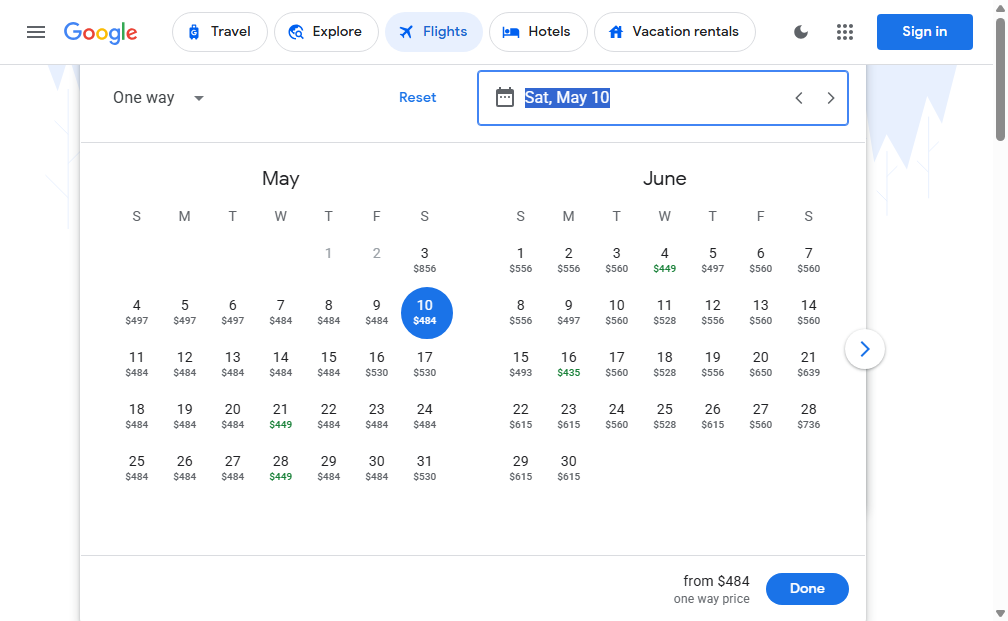 Google Travel Explore Flights Hotels Vacation rentals Sign in
One way Reset Sat, May 10
May
S M T W T F S
1 2 3
$856
4 5 6 7 8 9 10
$497 $497 $497 $484 $484 $484 $484
11 12 13 14 15 16 17
$484 $484 $484 $484 $484 $530 $530
18 19 20 21 22 23 24
$484 $484 $484 $449 $484 $484 $484
25 26 27 28 29 30 31
$484 $484 $484 $449 $484 $484 $530
June
S M T W T F S
1 2 3 4 5 6 7
$556 $556 $560 $449 $497 $560 $560
8 9 10 11 12 13 14
$556 $497 $560 $528 $556 $560 $560
15 16 17 18 19 20 21
$493 $435 $560 $528 $556 $650 $639
22 23 24 25 26 27 28
$615 $615 $560 $528 $615 $560 $736
29 30
$615 $615
from $484
one way price
Done